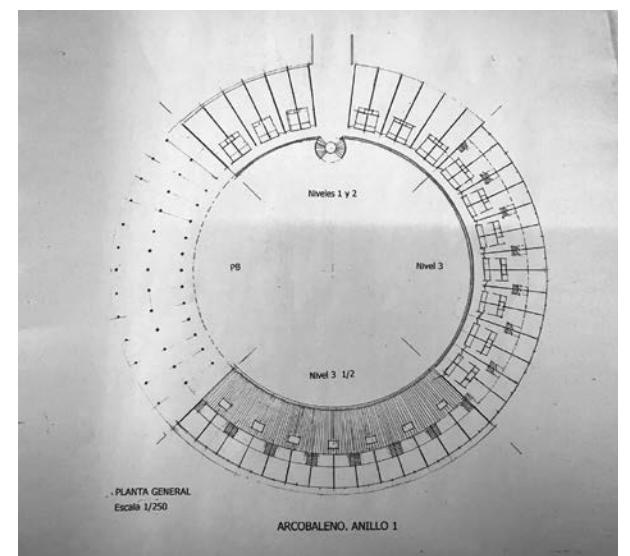 Niveles 1 y 2
PB
Nivel 3
Nivel 3 1/2
PLANTA GENERAL
Escala 1/250
ARCOBALENO. ANILLO 1